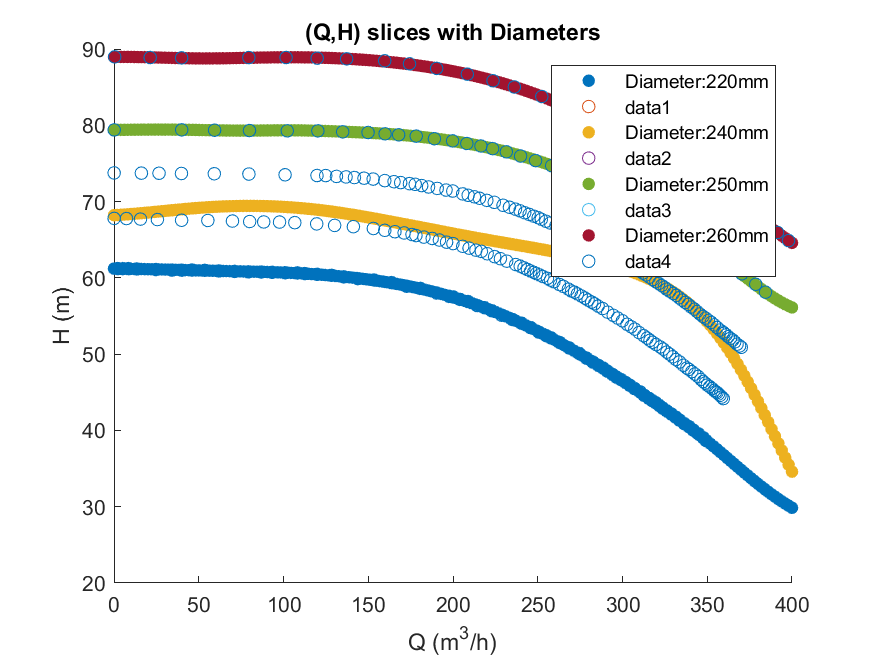 (Q,H) slices with Diameters
90
80
70
60
50
40
30
20
H (m)
Diameter:220mm
data1
Diameter:240mm
data2
Diameter:250mm
data3
Diameter:260mm
data4
0 50 100 150 200 250 300 350 400
Q (m³/h)